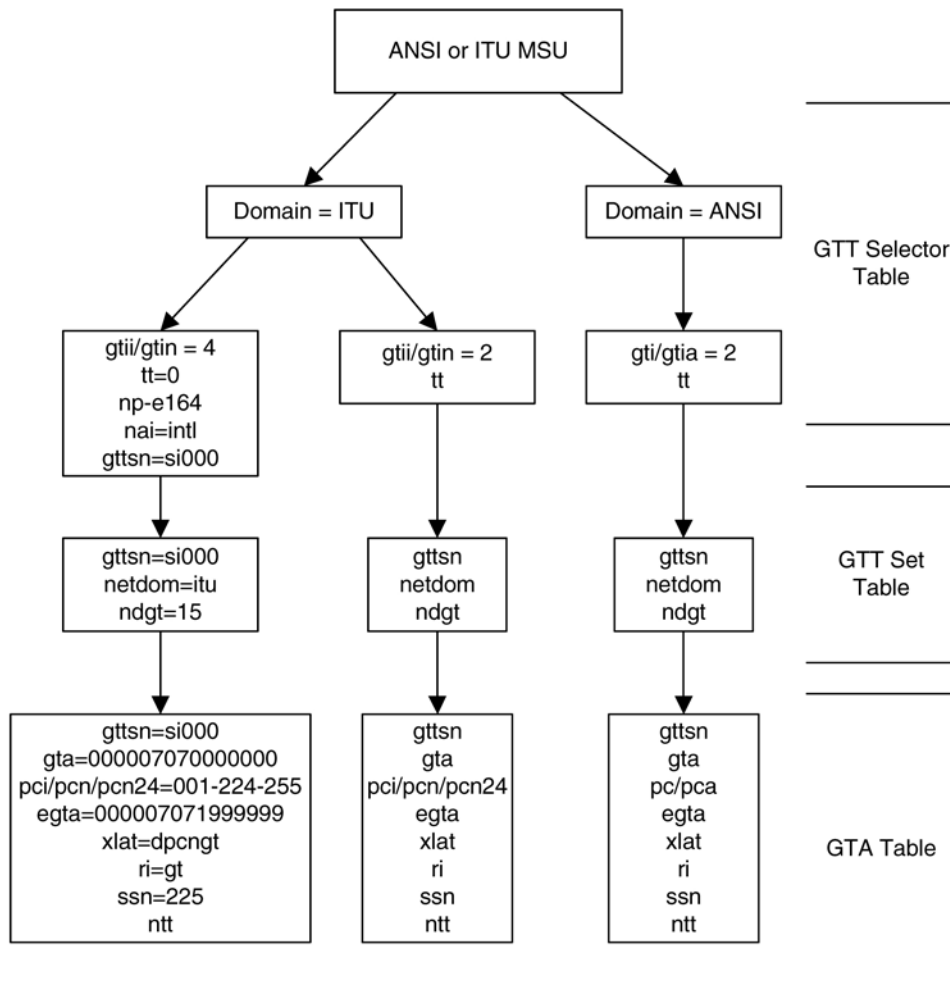 ANSI or ITU MSU
Domain = ITU
Domain = ANSI
GTT Selector
Table
gtii/gtin = 4
tt=0
np-e164
nai=intl
gttsn=si000
gtii/gtin = 2
tt
gti/gtia = 2
tt
gttsn=si000
netdom=itu
ndgt=15
gttsn
netdom
ndgt
gttsn
netdom
ndgt
GTT Set
Table
gttsn=si000
gta=000007070000000
pci/pcn/pcn24=001-224-255
egta=000007071999999
xlat=dpcngt
ri=gt
ssn=225
ntt
gttsn
gta
pci/pcn/pcn24
egta
xlat
ri
ssn
ntt
gttsn
gta
pc/pca
egta
xlat
ri
ssn
ntt
GTA Table